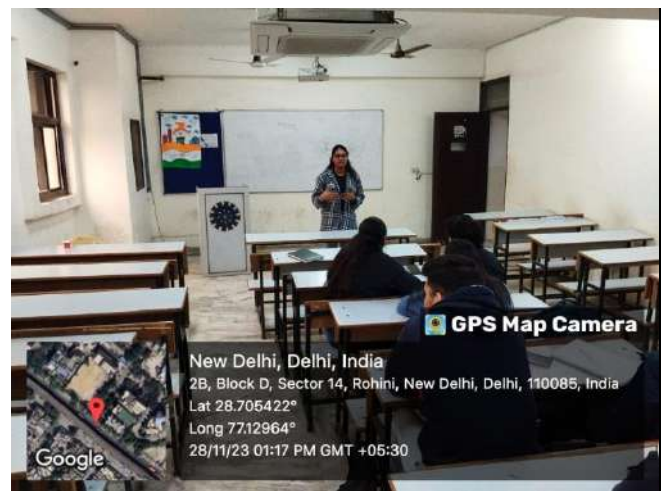 GPS Map Camera
New Delhi, Delhi, India
2B, Block D, Sector 14, Rohini, New Delhi, Delhi, 110085, India
Lat 28.705422°
Long 77.12964°
28/11/23 01:17 PM GMT +05:30
Google